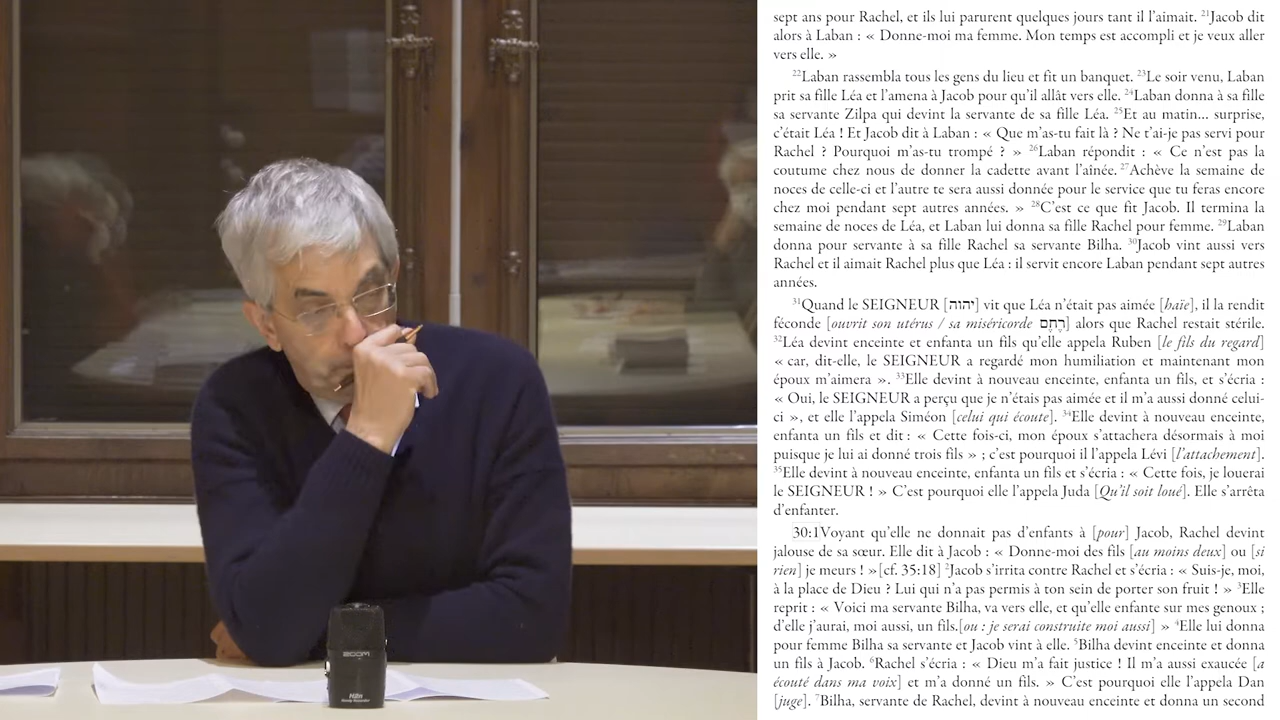 sept ans pour Rachel, et ils lui parurent quelques jours tant il l'aimait. ²¹Jacob dit
alors à Laban : « Donne-moi ma femme. Mon temps est accompli et je veux aller
vers elle. »
²²Laban rassembla tous les gens du lieu et fit un banquet. ²³Le soir venu, Laban
prit sa fille Léa et l'amena à Jacob pour qu'il allât vers elle. ²⁴Laban donna à sa fille
sa servante Zilpa qui devint la servante de sa fille Léa. ²⁵Et au matin... surprise,
c'était Léa ! Et Jacob dit à Laban : « Que m'as-tu fait là ? Ne t'ai-je pas servi pour
Rachel ? Pourquoi m'as-tu trompé ? » ²⁶Laban répondit : « Ce n'est pas la
coutume chez nous de donner la cadette avant l'aînée. ²⁷Achève la semaine de
noces de celle-ci et l'autre te sera aussi donnée pour le service que tu feras encore
chez moi pendant sept autres années. » ²⁸C'est ce que fit Jacob. Il termina la
semaine de noces de Léa, et Laban lui donna sa fille Rachel pour femme. ²⁹Laban
donna pour servante à sa fille Rachel sa servante Bilha. ³⁰Jacob vint aussi vers
Rachel et il aimait Rachel plus que Léa : il servit encore Laban pendant sept autres
années.
³¹Quand le SEIGNEUR [יהוה] vit que Léa n'était pas aimée [haïe], il la rendit
féconde [ouvrit son utérus / sa miséricorde רֶחֶם] alors que Rachel restait stérile.
³²Léa devint enceinte et enfanta un fils qu'elle appela Ruben [le fils du regard]
« car, dit-elle, le SEIGNEUR a regardé mon humiliation et maintenant mon
époux m'aimera ». ³³Elle devint à nouveau enceinte, enfanta un fils, et s'écria :
« Oui, le SEIGNEUR a perçu que je n'étais pas aimée et il m'a aussi donné celui-
ci », et elle l'appela Siméon [celui qui écoute]. ³⁴Elle devint à nouveau enceinte,
enfanta un fils et dit : « Cette fois-ci, mon époux s'attachera désormais à moi
puisque je lui ai donné trois fils » ; c'est pourquoi il l'appela Lévi [l'attachement].
³⁵Elle devint à nouveau enceinte, enfanta un fils et s'écria : « Cette fois, je louerai
le SEIGNEUR ! » C'est pourquoi elle l'appela Juda [Qu'il soit loué]. Elle s'arrêta
d'enfanter.
30:1Voyant qu'elle ne donnait pas d'enfants à [pour] Jacob, Rachel devint
jalouse de sa sœur. Elle dit à Jacob : « Donne-moi des fils [au moins deux] ou [si
rien] je meurs ! »[cf. 35:18] ²Jacob s'irrita contre Rachel et s'écria : « Suis-je, moi,
à la place de Dieu ? Lui qui n'a pas permis à ton sein de porter son fruit ! » ³Elle
reprit : « Voici ma servante Bilha, va vers elle, et qu'elle enfante sur mes genoux ;
d'elle j'aurai, moi aussi, un fils.[ou : je serai construite moi aussi] » ⁴Elle lui donna
pour femme Bilha sa servante et Jacob vint à elle. ⁵Bilha devint enceinte et donna
un fils à Jacob. ⁶Rachel s'écria : « Dieu m'a fait justice ! Il m'a aussi exaucée [a
écouté dans ma voix] et m'a donné un fils. » C'est pourquoi elle l'appela Dan
[juge]. ⁷Bilha, servante de Rachel, devint à nouveau enceinte et donna un second
zoom
H2n
Handy Recorder